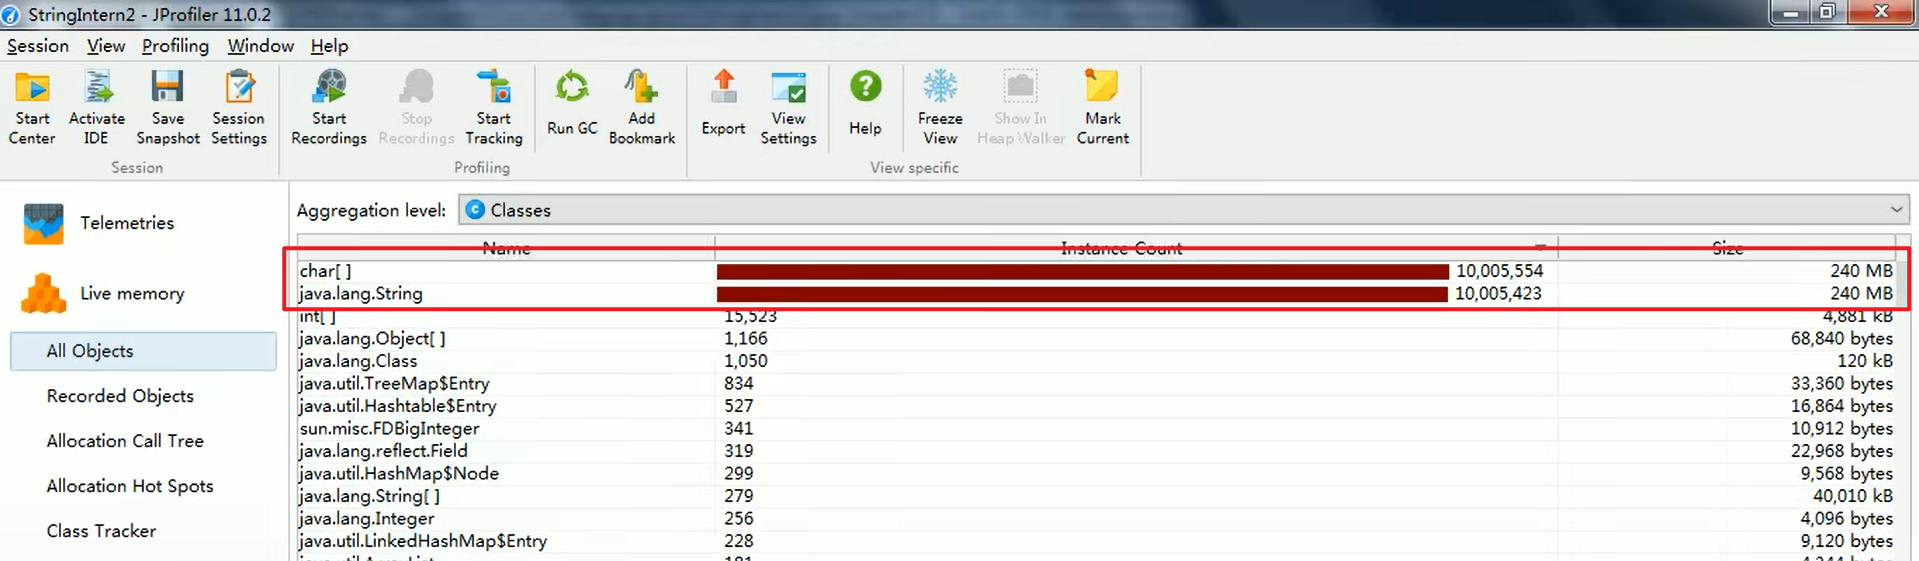 StringIntern2 - JProfiler 11.0.2
Session View Profiling Window Help
Start Center
Activate IDE
Save Snapshot
Session Settings
Start Recordings
Stop Recordings
Start Tracking
Run GC
Add Bookmark
Export
View Settings
Help
Freeze View
Show In Heap Walker
Mark Current
Session
Profiling
View specific
Telemetries
Live memory
All Objects
Recorded Objects
Allocation Call Tree
Allocation Hot Spots
Class Tracker
Aggregation level: C Classes
Name Instance Count Size
char[ ] 10,005,554 240 MB
java.lang.String 10,005,423 240 MB
int[ ] 15,523 4,881 kB
java.lang.Object[ ] 1,166 68,840 bytes
java.lang.Class 1,050 120 kB
java.util.TreeMap$Entry 834 33,360 bytes
java.util.Hashtable$Entry 527 16,864 bytes
sun.misc.FDBigInteger 341 10,912 bytes
java.lang.reflect.Field 319 22,968 bytes
java.util.HashMap$Node 299 9,568 bytes
java.lang.String[ ] 279 40,010 kB
java.lang.Integer 256 4,096 bytes
java.util.LinkedHashMap$Entry 228 9,120 bytes